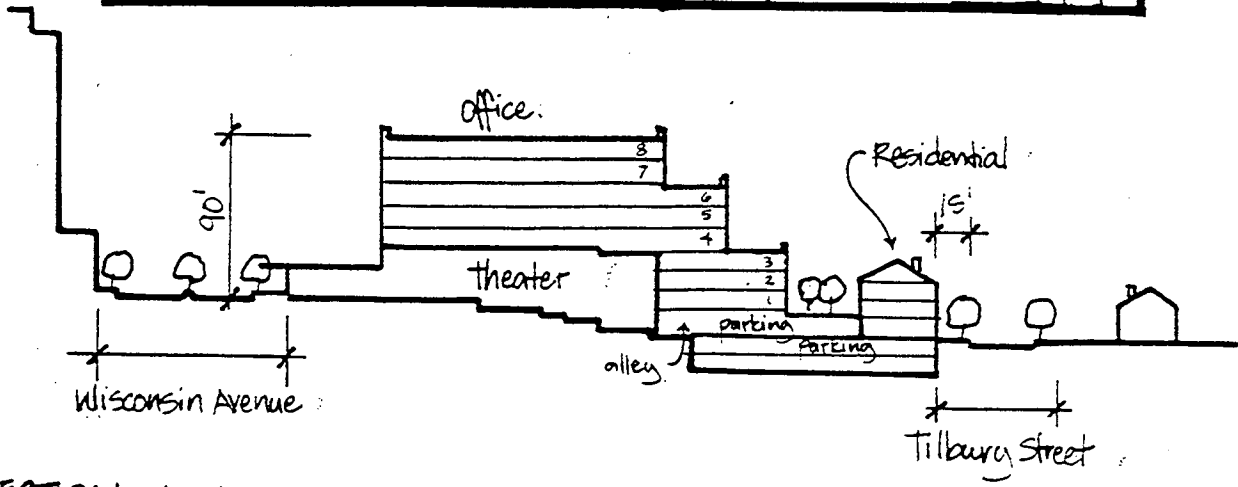 office.
8
7
6
5
4
90'
Residential
15'
theater
3
2
1
parking
parking
alley
Wisconsin Avenue
Tilbury Street